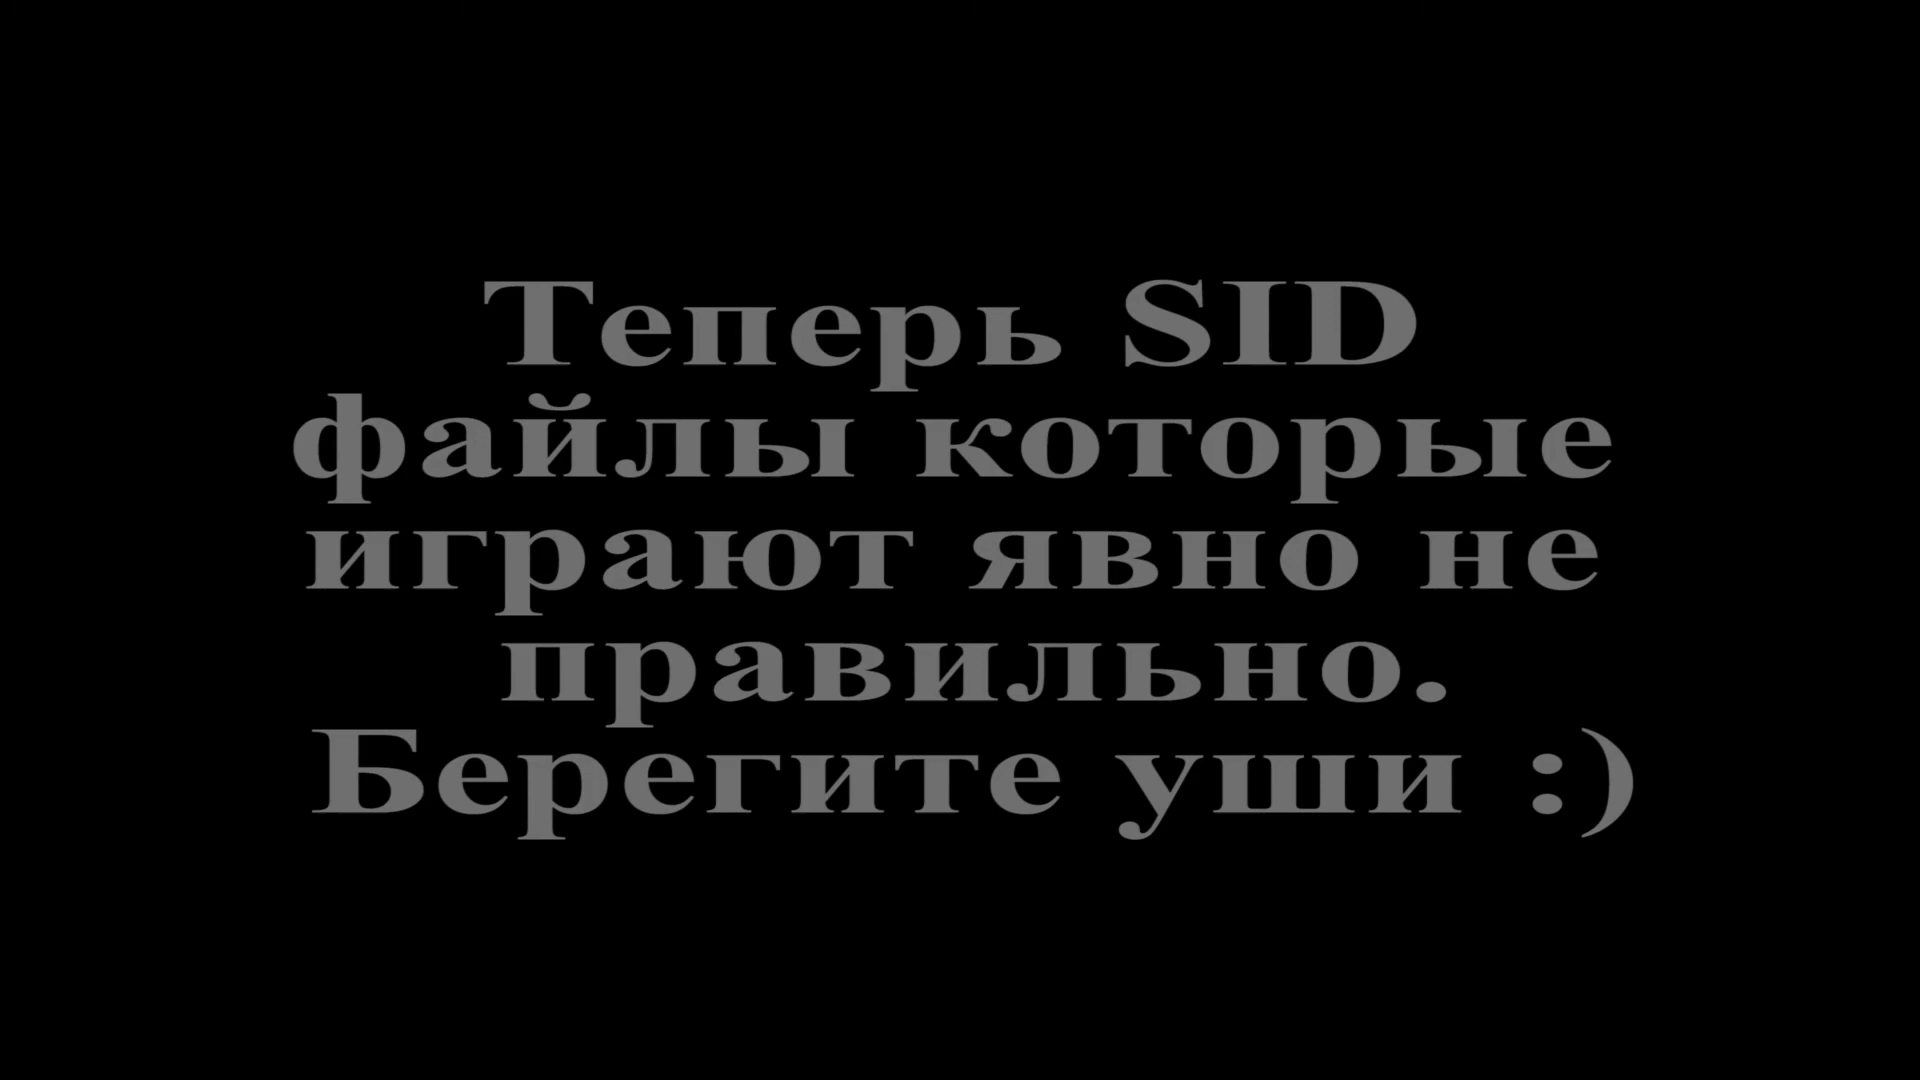 Теперь SID
файлы которые
играют явно не
правильно.
Берегите уши :)